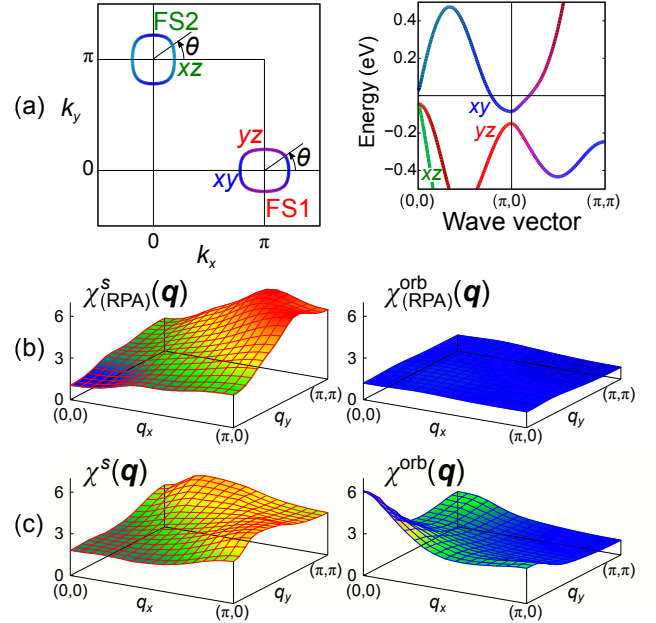 (a)
FS2
θ
xz
π
k_y
yz
θ
0
xy
FS1
0
π
k_x
Energy (eV)
0.4
0
−0.2
−0.4
xy
yz
xz
(0,0)
(π,0)
(π,π)
Wave vector
(b)
χ^s_(RPA)(q)
6
3
0
(0,0)
q_x
(π,0)
q_y
(π,π)
χ^orb_(RPA)(q)
6
3
0
(0,0)
q_x
(π,0)
q_y
(π,π)
(c)
χ^s(q)
6
3
0
(0,0)
q_x
(π,0)
q_y
(π,π)
χ^orb(q)
6
3
0
(0,0)
q_x
(π,0)
q_y
(π,π)